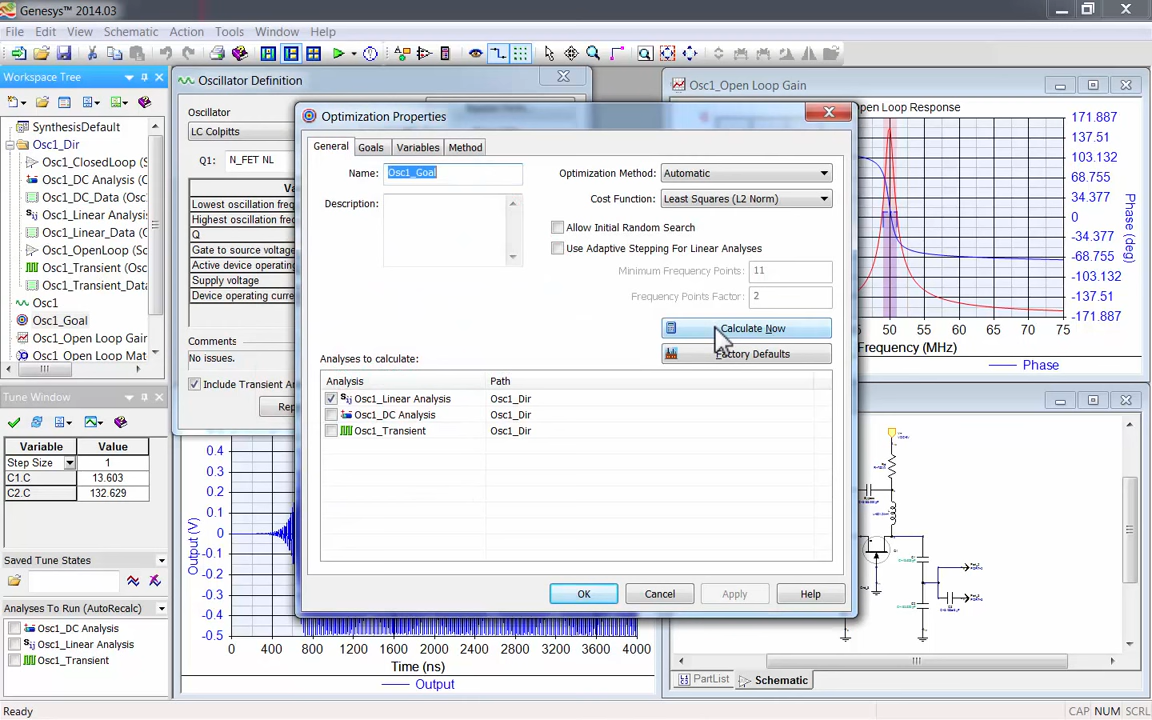 Genesys™ 2014.03
File Edit View Schematic Action Tools Window Help
Workspace Tree
SynthesisDefault
Osc1_Dir
Osc1_ClosedLoop (S
Osc1_DC Analysis (O
Osc1_DC_Data (Osc
Osc1_Linear Analysis
Osc1_Linear_Data (
Osc1_OpenLoop (Sc
Osc1_Transient (Osc
Osc1_Transient_Data
Osc1
Osc1_Goal
Osc1_Open Loop Gain
Osc1_Open Loop Mat
Tune Window
Variable Value
Step Size 1
C1.C 13.603
C2.C 132.629
Saved Tune States
Analyses To Run (AutoRecalc)
Osc1_DC Analysis
Osc1_Linear Analysis
Osc1_Transient
Oscillator Definition
Oscillator
LC Colpitts
Q1: N_FET NL
Va
Lowest oscillation freq
Highest oscillation fre
Q
Gate to source voltage
Active device operating
Supply voltage
Device operating curre
Comments
No issues.
Include Transient Ar
Rep
0.4
0.3
0.2
0.1
0
-0.1
-0.2
-0.3
-0.4
-0.5
Output (V)
0 400 800 1200 1600 2000 2400 2800 3200 3600 4000
Time (ns)
Output
Optimization Properties
General Goals Variables Method
Name: Osc1_Goal
Description:
Optimization Method: Automatic
Cost Function: Least Squares (L2 Norm)
Allow Initial Random Search
Use Adaptive Stepping For Linear Analyses
Minimum Frequency Points: 11
Frequency Points Factor: 2
Calculate Now
Factory Defaults
Analyses to calculate:
Analysis Path
Osc1_Linear Analysis Osc1_Dir
Osc1_DC Analysis Osc1_Dir
Osc1_Transient Osc1_Dir
OK Cancel Apply Help
Osc1_Open Loop Gain
Open Loop Response
171.887
137.51
103.132
68.755
34.377
0
-34.377
-68.755
-103.132
-137.51
-171.887
Phase (deg)
50 55 60 65 70 75
Frequency (MHz)
Phase
PartList Schematic
Ready
CAP NUM SCRL